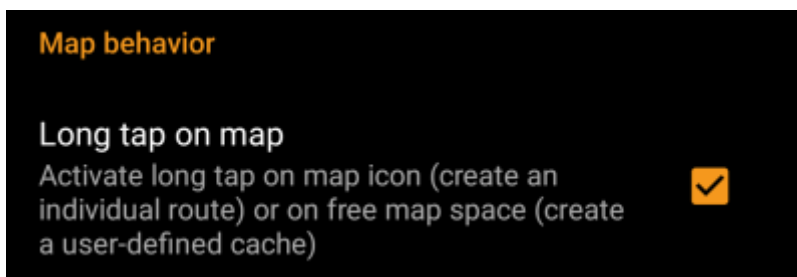 Map behavior
Long tap on map
Activate long tap on map icon (create an
individual route) or on free map space (create
a user-defined cache)